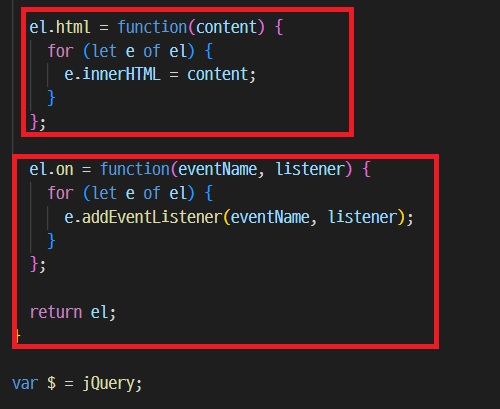 el.html = function(content) {
for (let e of el) {
e.innerHTML = content;
}
};
el.on = function(eventName, listener) {
for (let e of el) {
e.addEventListener(eventName, listener);
}
};
return el;
}
var $ = jQuery;